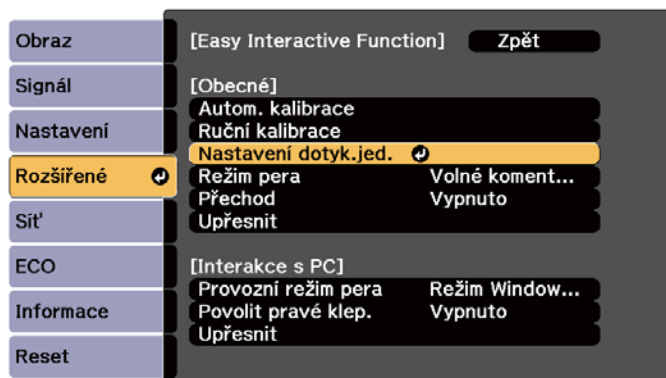 Obraz
Signál
Nastavení
Rozšířené
Síť
ECO
Informace
Reset
[Easy Interactive Function] Zpět
[Obecné]
Autom. kalibrace
Ruční kalibrace
Nastavení dotyk.jed.
Režim pera Volné koment...
Přechod Vypnuto
Upřesnit
[Interakce s PC]
Provozní režim pera Režim Window...
Povolit pravé klep. Vypnuto
Upřesnit